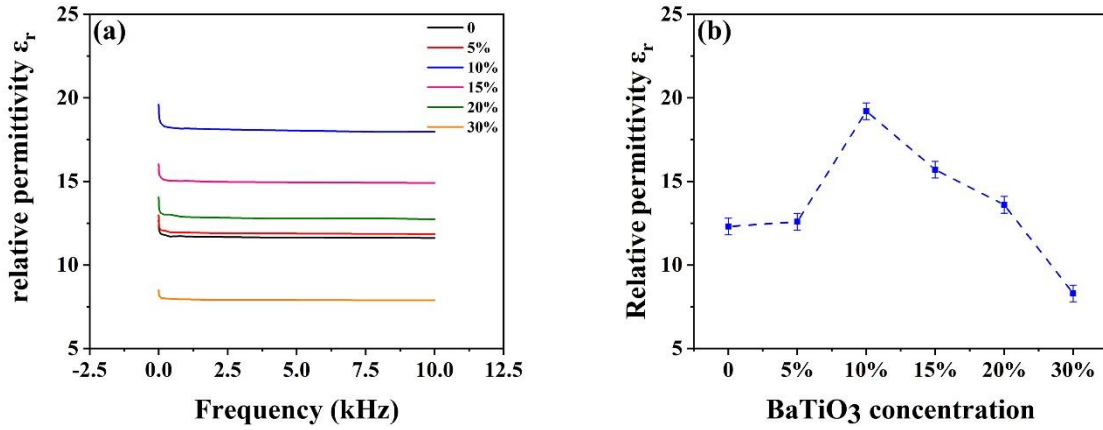 (a)
relative permittivity εr
25
20
15
10
5
0
5%
10%
15%
20%
30%
-2.5 0.0 2.5 5.0 7.5 10.0 12.5
Frequency (kHz)
(b)
Relative permittivity εr
25
20
15
10
5
0 5% 10% 15% 20% 30%
BaTiO3 concentration